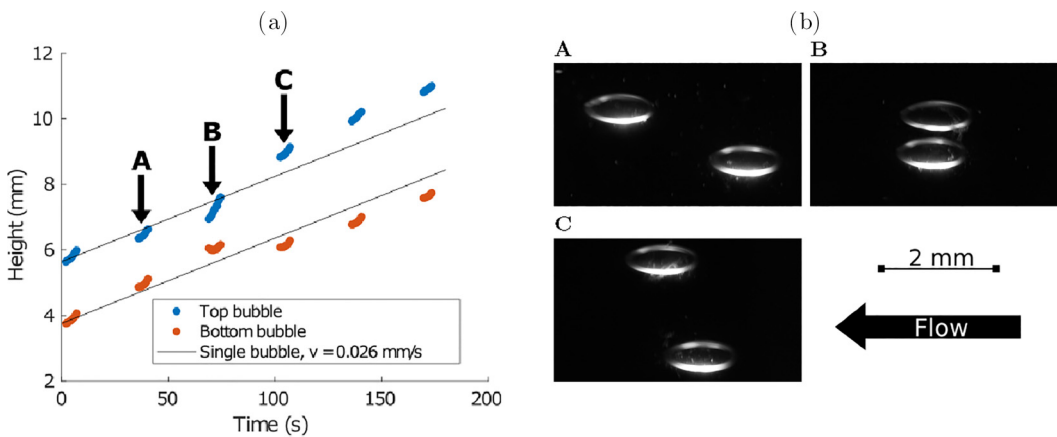 (a)
12
10
8
6
4
2
Height (mm)
0
50
100
150
200
Time (s)
A
B
C
Top bubble
Bottom bubble
Single bubble, v = 0.026 mm/s
(b)
A
B
C
2 mm
Flow